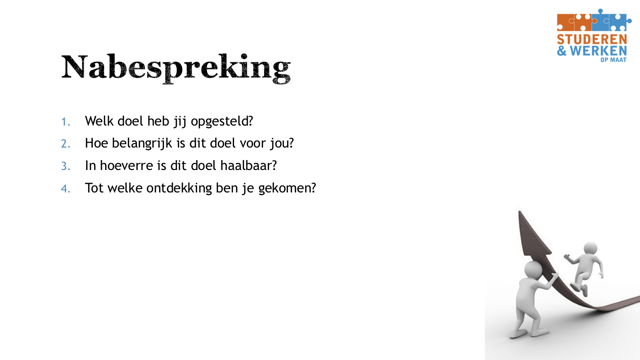 STUDEREN
& WERKEN
OP MAAT
Nabespreking
1. Welk doel heb jij opgesteld?
2. Hoe belangrijk is dit doel voor jou?
3. In hoeverre is dit doel haalbaar?
4. Tot welke ontdekking ben je gekomen?